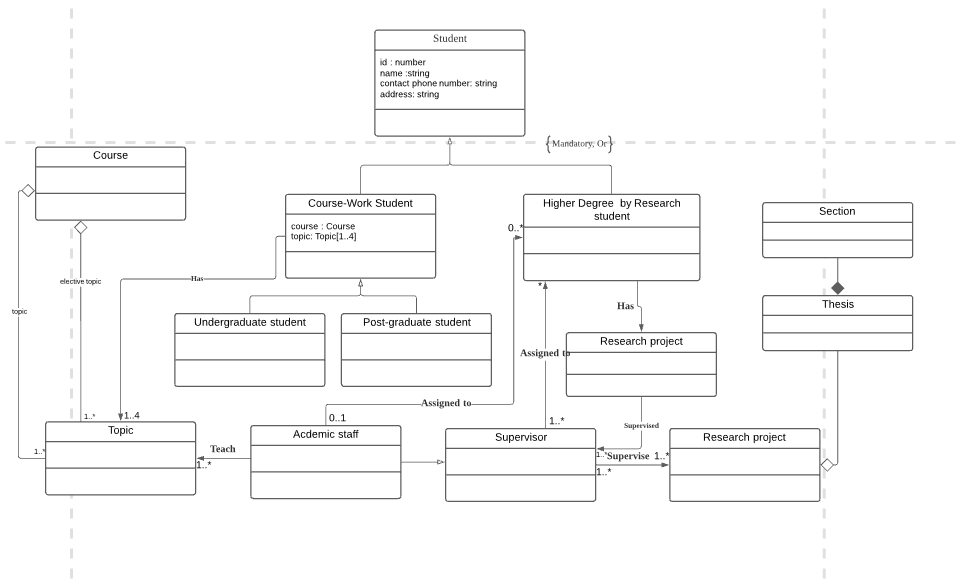 Student
id : number
name :string
contact phone number: string
address: string
{ Mandatory, Or }
Course
Course-Work Student
course : Course
topic: Topic[1..4]
Higher Degree by Research
student
0..*
Section
Has
elective topic
*
Thesis
topic
Has
Undergraduate student
Post-graduate student
Research project
Assigned to
Assigned to
1..*
1..4
0..1
1..*
Supervised
Topic
Acdemic staff
Supervisor
Research project
1..*
Teach
1..*
1..*
Supervise
1..*
1..*